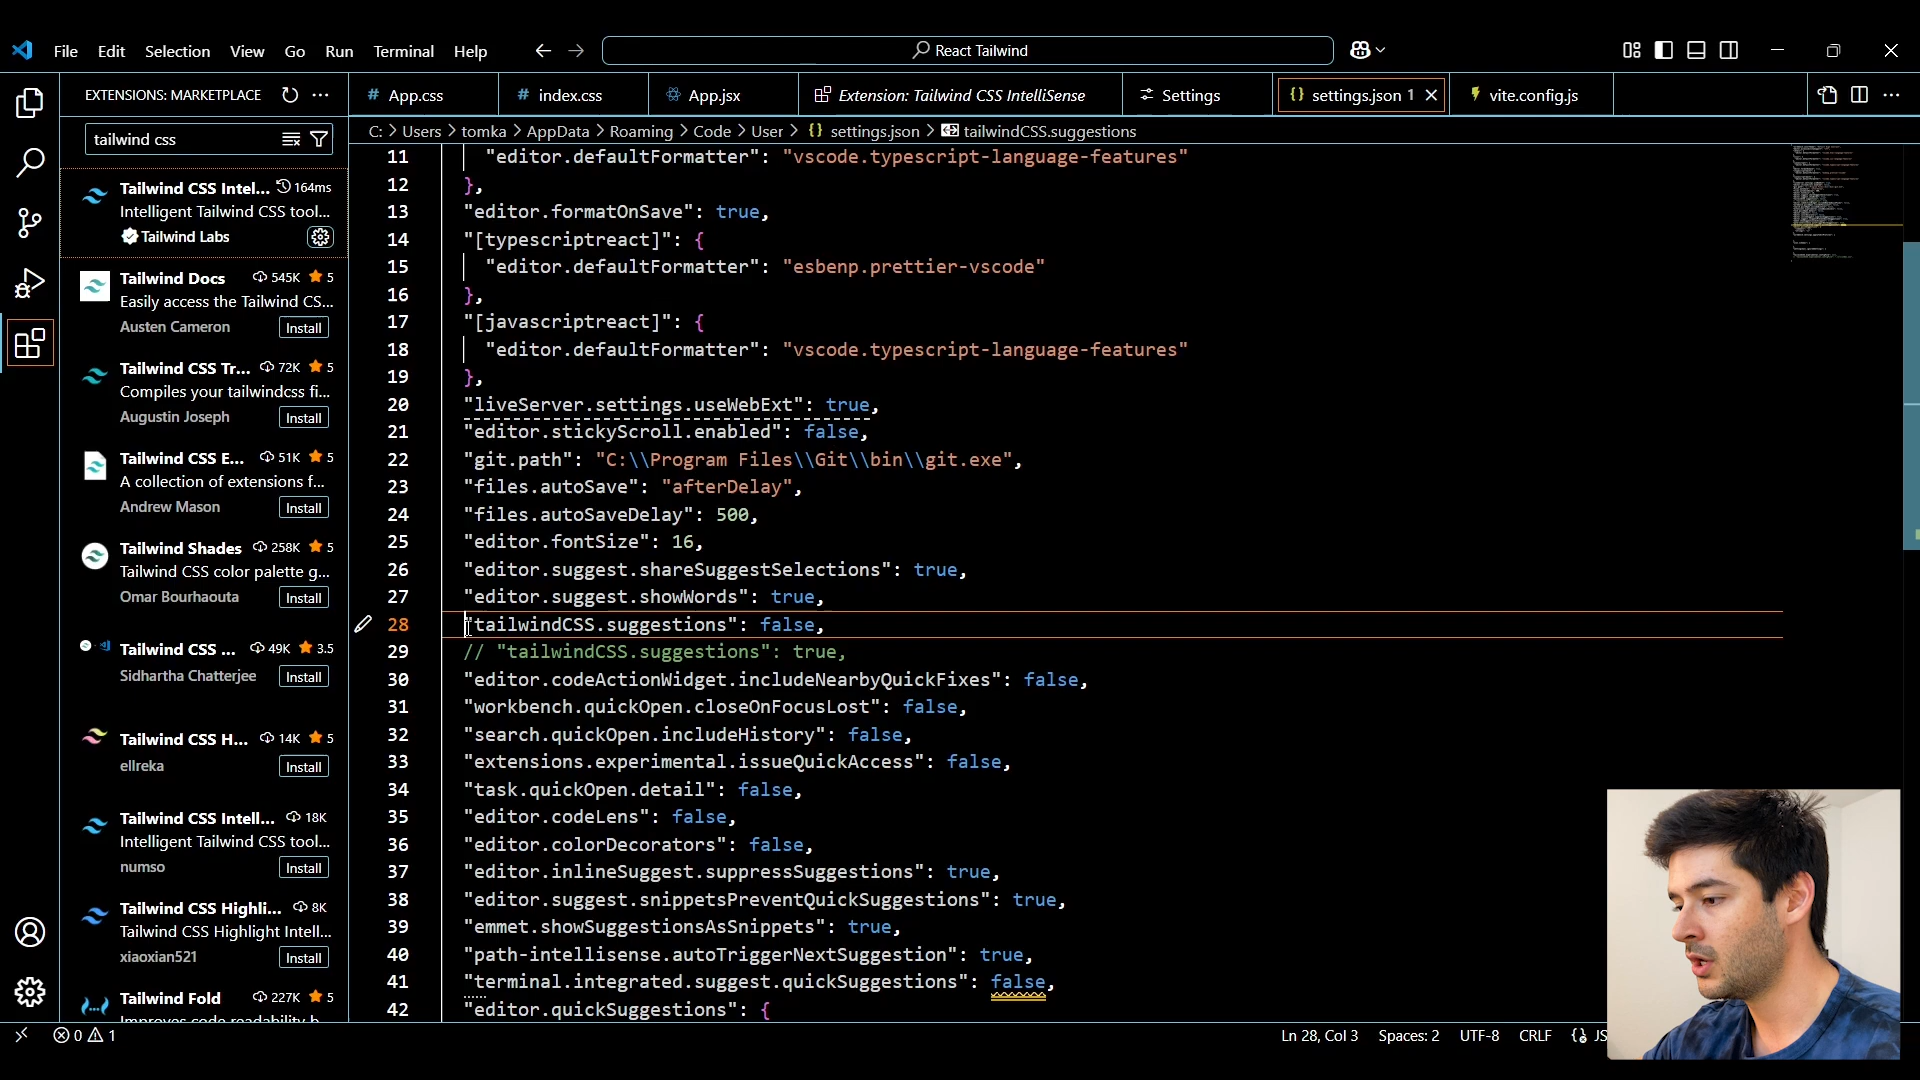 File Edit Selection View Go Run Terminal Help
React Tailwind
EXTENSIONS: MARKETPLACE
tailwind css
Tailwind CSS Intel... 164ms
Intelligent Tailwind CSS tool...
Tailwind Labs
Tailwind Docs 545K 5
Easily access the Tailwind CS...
Austen Cameron Install
Tailwind CSS Tr... 72K 5
Compiles your tailwindcss fi...
Augustin Joseph Install
Tailwind CSS E... 51K 5
A collection of extensions f...
Andrew Mason Install
Tailwind Shades 258K 5
Tailwind CSS color palette g...
Omar Bourhaouta Install
Tailwind CSS ... 49K 3.5
Sidhartha Chatterjee Install
Tailwind CSS H... 14K 5
ellreka Install
Tailwind CSS Intell... 18K
Intelligent Tailwind CSS tool...
numso Install
Tailwind CSS Highli... 8K
Tailwind CSS Highlight Intell...
xiaoxian521 Install
Tailwind Fold 227K 5
Improves code readability b
# App.css # index.css App.jsx Extension: Tailwind CSS IntelliSense Settings {} settings.json 1 vite.config.js
C: > Users > tomka > AppData > Roaming > Code > User > {} settings.json > tailwindCSS.suggestions
11 "editor.defaultFormatter": "vscode.typescript-language-features"
12 },
13 "editor.formatOnSave": true,
14 "[typescriptreact]": {
15 "editor.defaultFormatter": "esbenp.prettier-vscode"
16 },
17 "[javascriptreact]": {
18 "editor.defaultFormatter": "vscode.typescript-language-features"
19 },
20 "liveServer.settings.useWebExt": true,
21 "editor.stickyScroll.enabled": false,
22 "git.path": "C:\\Program Files\\Git\\bin\\git.exe",
23 "files.autoSave": "afterDelay",
24 "files.autoSaveDelay": 500,
25 "editor.fontSize": 16,
26 "editor.suggest.shareSuggestSelections": true,
27 "editor.suggest.showWords": true,
28 "tailwindCSS.suggestions": false,
29 // "tailwindCSS.suggestions": true,
30 "editor.codeActionWidget.includeNearbyQuickFixes": false,
31 "workbench.quickOpen.closeOnFocusLost": false,
32 "search.quickOpen.includeHistory": false,
33 "extensions.experimental.issueQuickAccess": false,
34 "task.quickOpen.detail": false,
35 "editor.codeLens": false,
36 "editor.colorDecorators": false,
37 "editor.inlineSuggest.suppressSuggestions": true,
38 "editor.suggest.snippetsPreventQuickSuggestions": true,
39 "emmet.showSuggestionsAsSnippets": true,
40 "path-intellisense.autoTriggerNextSuggestion": true,
41 "terminal.integrated.suggest.quickSuggestions": false,
42 "editor.quickSuggestions": {
0 1 Ln 28, Col 3 Spaces: 2 UTF-8 CRLF {} JS